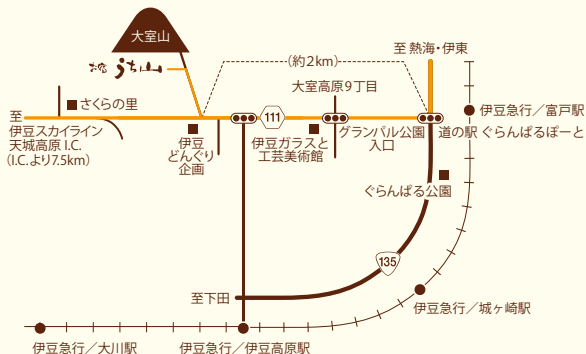 大室山
お宿 うち山
(約2km)
至 熱海・伊東
大室高原9丁目
さくらの里
至
伊豆スカイライン
天城高原 I.C.
(I.C.より7.5km)
111
伊豆
どんぐり
企画
伊豆ガラスと
工芸美術館
グランパル公園
入口
道の駅 ぐらんぱるぽーと
伊豆急行/富戸駅
ぐらんぱる公園
135
至下田
伊豆急行/城ヶ崎駅
伊豆急行/大川駅
伊豆急行/伊豆高原駅